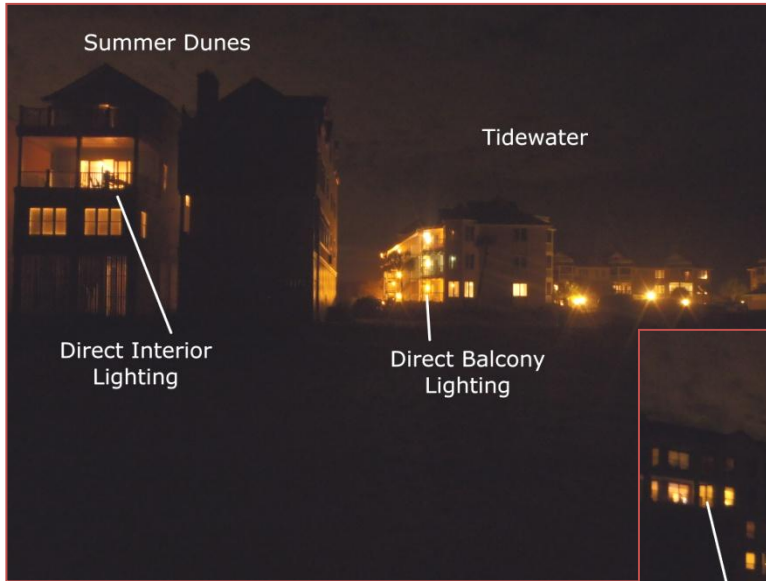 Summer Dunes
Tidewater
Direct Interior
Lighting
Direct Balcony
Lighting